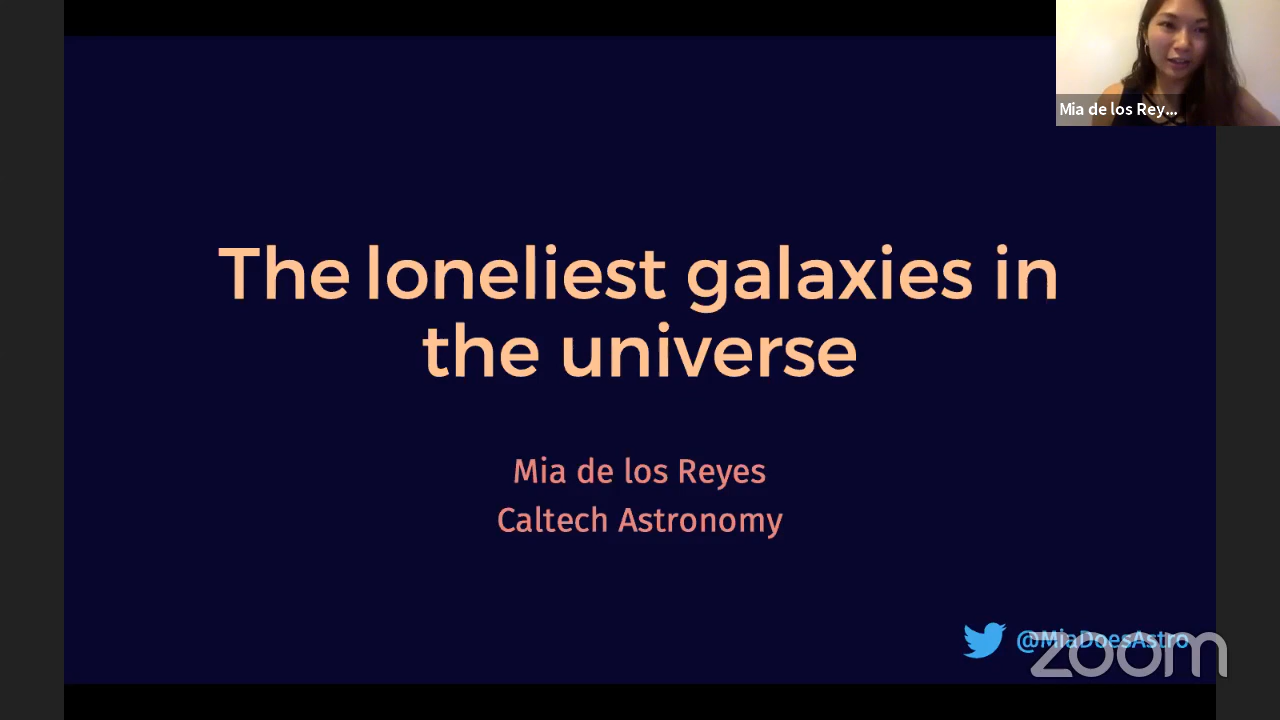 Mia de los Rey...
The loneliest galaxies in
the universe
Mia de los Reyes
Caltech Astronomy
@MiaDoesAstro
zoom